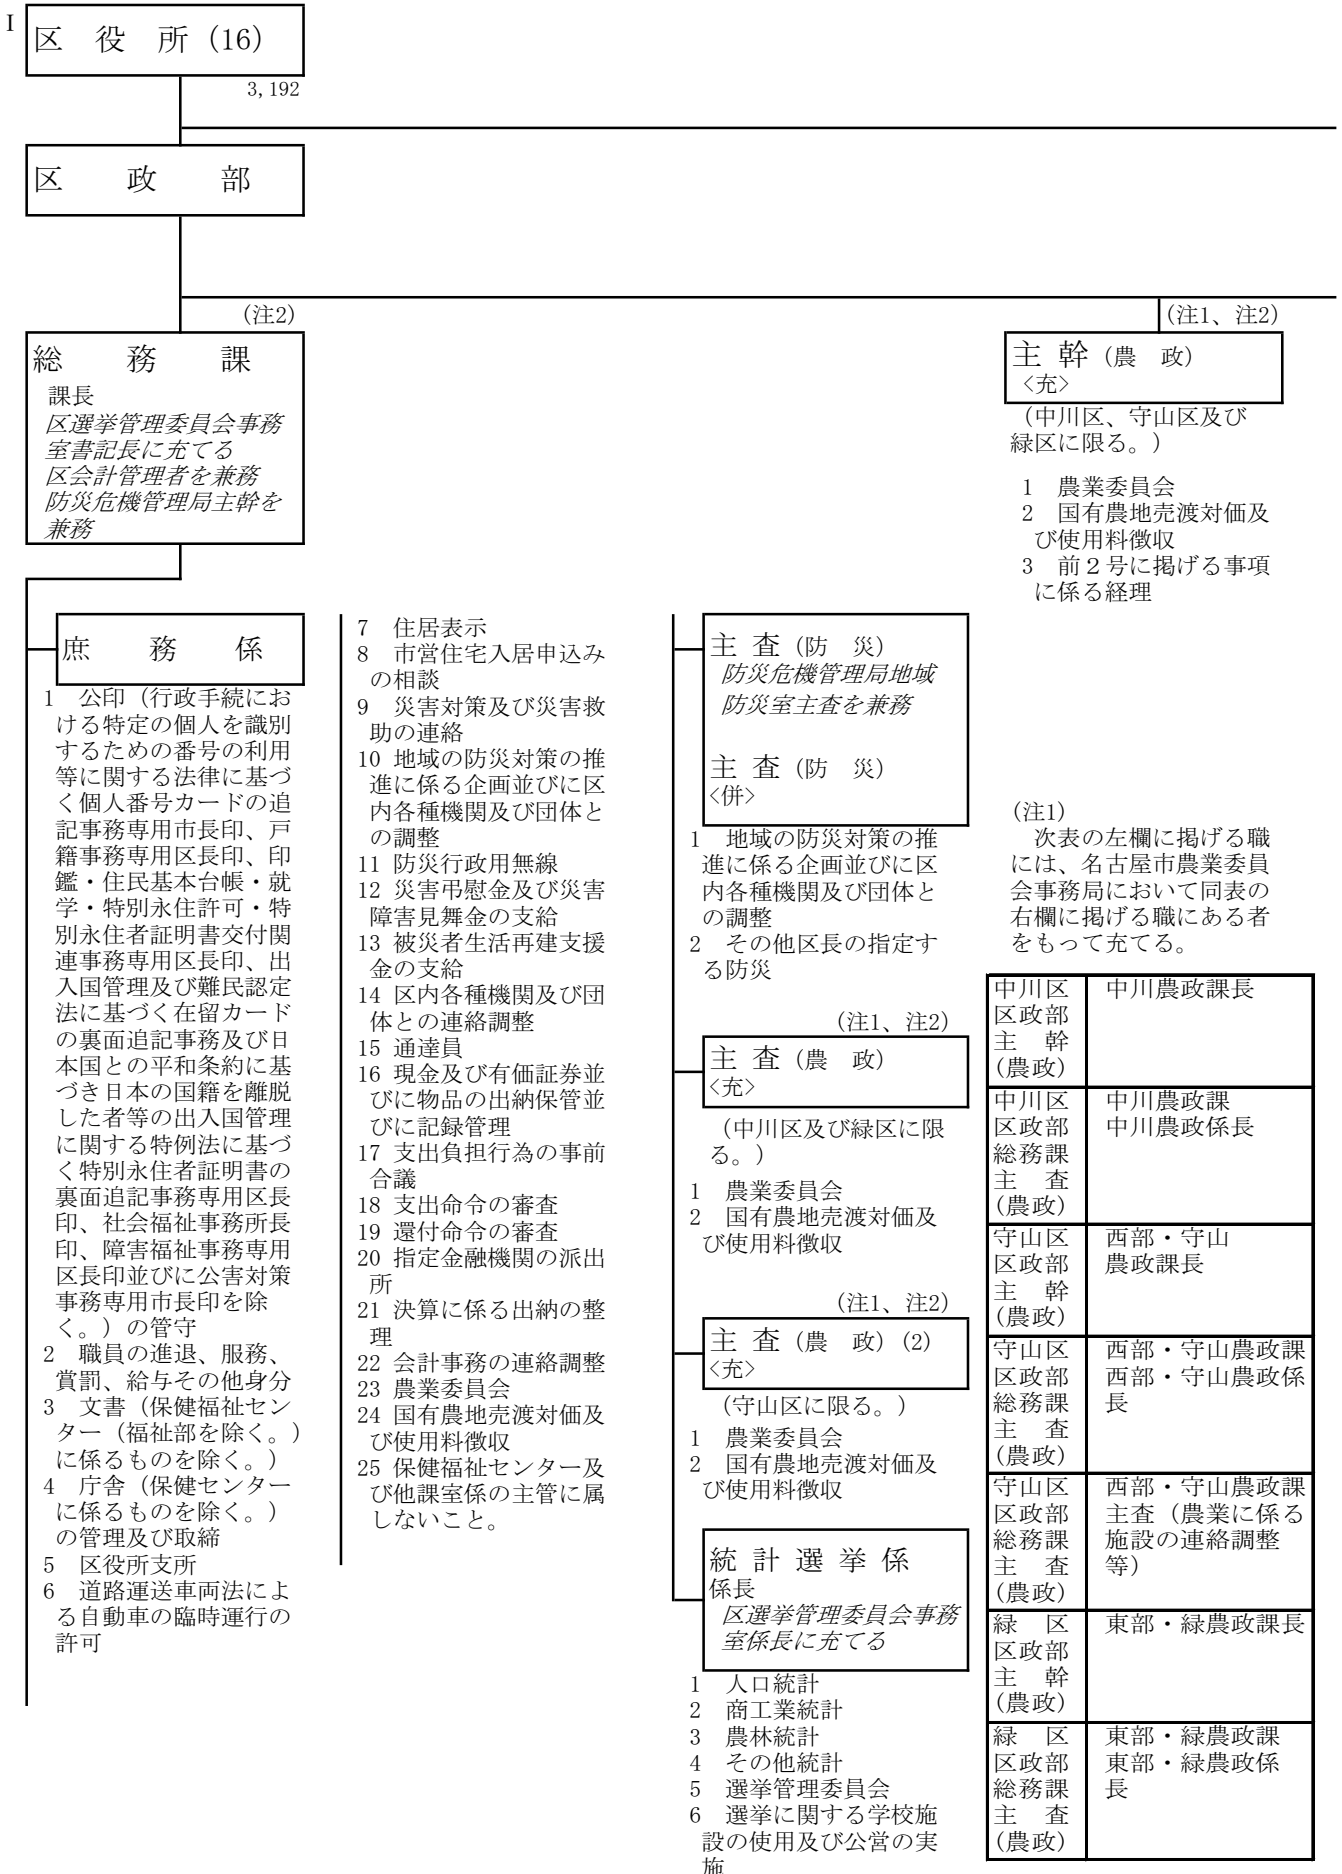 I
区 役 所 (16)
3,192
区 政 部
(注2)
総 務 課
課長
区選挙管理委員会事務
室書記長に充てる
区会計管理者を兼務
防災危機管理局主幹を
兼務
(注1、注2)
主 幹 (農 政)
<充>
(中川区、守山区及び
緑区に限る。)
1 農業委員会
2 国有農地売渡対価及
び使用料徴収
3 前２号に掲げる事項
に係る経理
庶 務 係
1 公印 (行政手続にお
ける特定の個人を識別
するための番号の利用
等に関する法律に基づ
く個人番号カードの追
記事務専用市長印、戸
籍事務専用区長印、印
鑑・住民基本台帳・就
学・特別永住許可・特
別永住者証明書交付関
連事務専用区長印、出
入国管理及び難民認定
法に基づく在留カード
の裏面追記事務及び日
本国との平和条約に基
づき日本の国籍を離脱
した者等の出入国管理
に関する特例法に基づ
く特別永住者証明書の
裏面追記事務専用区長
印、社会福祉事務所長
印、障害福祉事務専用
区長印並びに公害対策
事務専用市長印を除
く。) の管守
2 職員の進退、服務、
賞罰、給与その他身分
3 文書 (保健福祉セン
ター (福祉部を除く。)
に係るものを除く。)
4 庁舎 (保健センター
に係るものを除く。)
の管理及び取締
5 区役所支所
6 道路運送車両法によ
る自動車の臨時運行の
許可
7 住居表示
8 市営住宅入居申込み
の相談
9 災害対策及び災害救
助の連絡
10 地域の防災対策の推
進に係る企画並びに区
内各種機関及び団体と
の調整
11 防災行政用無線
12 災害弔慰金及び災害
障害見舞金の支給
13 被災者生活再建支援
金の支給
14 区内各種機関及び団
体との連絡調整
15 通達員
16 現金及び有価証券並
びに物品の出納保管並
びに記録管理
17 支出負担行為の事前
合議
18 支出命令の審査
19 還付命令の審査
20 指定金融機関の派出
所
21 決算に係る出納の整
理
22 会計事務の連絡調整
23 農業委員会
24 国有農地売渡対価及
び使用料徴収
25 保健福祉センター及
び他課室係の主管に属
しないこと。
主 査 (防 災)
防災危機管理局地域
防災室主査を兼務
主 査 (防 災)
<併>
1 地域の防災対策の推
進に係る企画並びに区
内各種機関及び団体と
の調整
2 その他区長の指定す
る防災
(注1、注2)
主 査 (農 政)
<充>
(中川区及び緑区に限
る。)
1 農業委員会
2 国有農地売渡対価及
び使用料徴収
(注1、注2)
主 査 (農 政) (2)
<充>
(守山区に限る。)
1 農業委員会
2 国有農地売渡対価及
び使用料徴収
統 計 選 挙 係
係長
区選挙管理委員会事務
室係長に充てる
1 人口統計
2 商工業統計
3 農林統計
4 その他統計
5 選挙管理委員会
6 選挙に関する学校施
設の使用及び公営の実
施
(注1)
次表の左欄に掲げる職
には、名古屋市農業委員
会事務局において同表の
右欄に掲げる職にある者
をもって充てる。
中川区 中川農政課長
区政部
主 幹
(農政)
中川区 中川農政課
区政部 中川農政係長
総務課
主 査
(農政)
守山区 西部・守山
区政部 農政課長
主 幹
(農政)
守山区 西部・守山農政課
区政部 西部・守山農政係
総務課 長
主 査
(農政)
守山区 西部・守山農政課
区政部 主査 (農業に係る
総務課 施設の連絡調整
主 査 等)
(農政)
緑 区 東部・緑農政課長
区政部
主 幹
(農政)
緑 区 東部・緑農政課
区政部 東部・緑農政係
総務課 長
主 査
(農政)